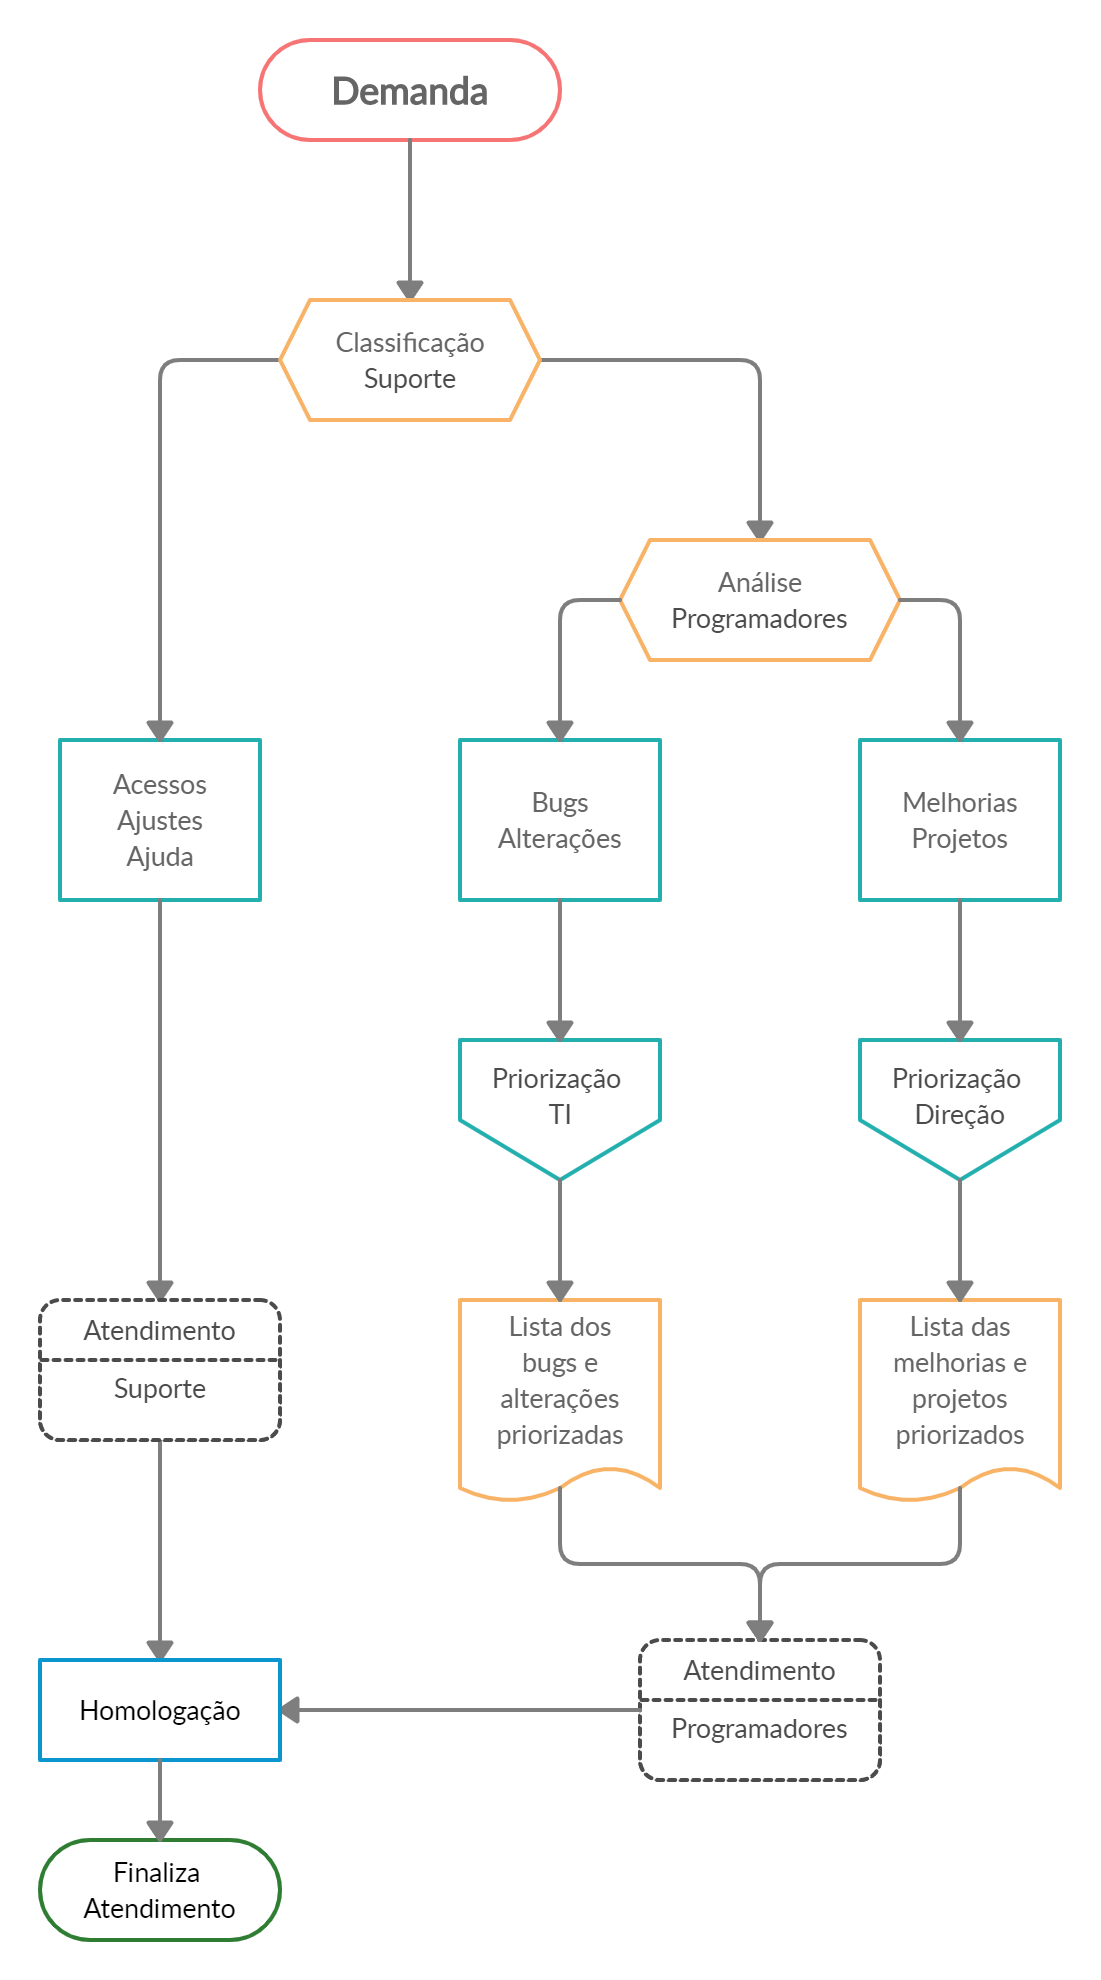 Demanda
Classificação
Suporte
Análise
Programadores
Acessos
Ajustes
Ajuda
Bugs
Alterações
Melhorias
Projetos
Priorização
TI
Priorização
Direção
Atendimento
Suporte
Lista dos
bugs e
alterações
priorizadas
Lista das
melhorias e
projetos
priorizados
Atendimento
Programadores
Homologação
Finaliza
Atendimento